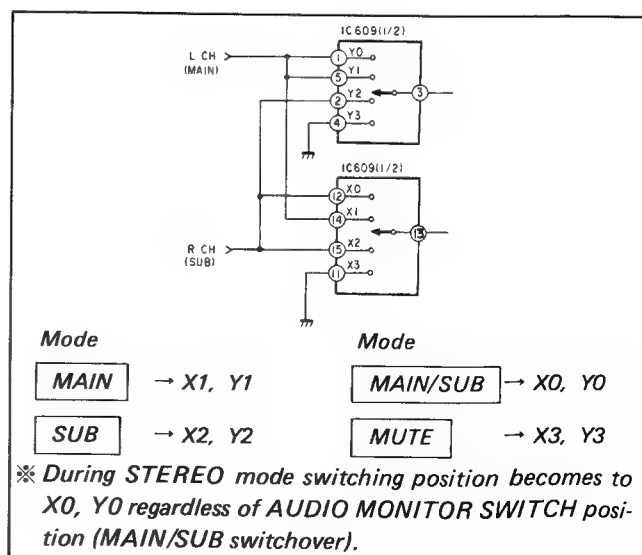 IC609(1/2)
L CH
(MAIN)
1 Y0
5 Y1
2 Y2
3
4 Y3
IC609(1/2)
12 X0
14 X1
13
R CH
(SUB)
15 X2
11 X3
Mode Mode
MAIN → X1, Y1 MAIN/SUB → X0, Y0
SUB → X2, Y2 MUTE → X3, Y3
※ During STEREO mode switching position becomes to
X0, Y0 regardless of AUDIO MONITOR SWITCH posi-
tion (MAIN/SUB switchover).